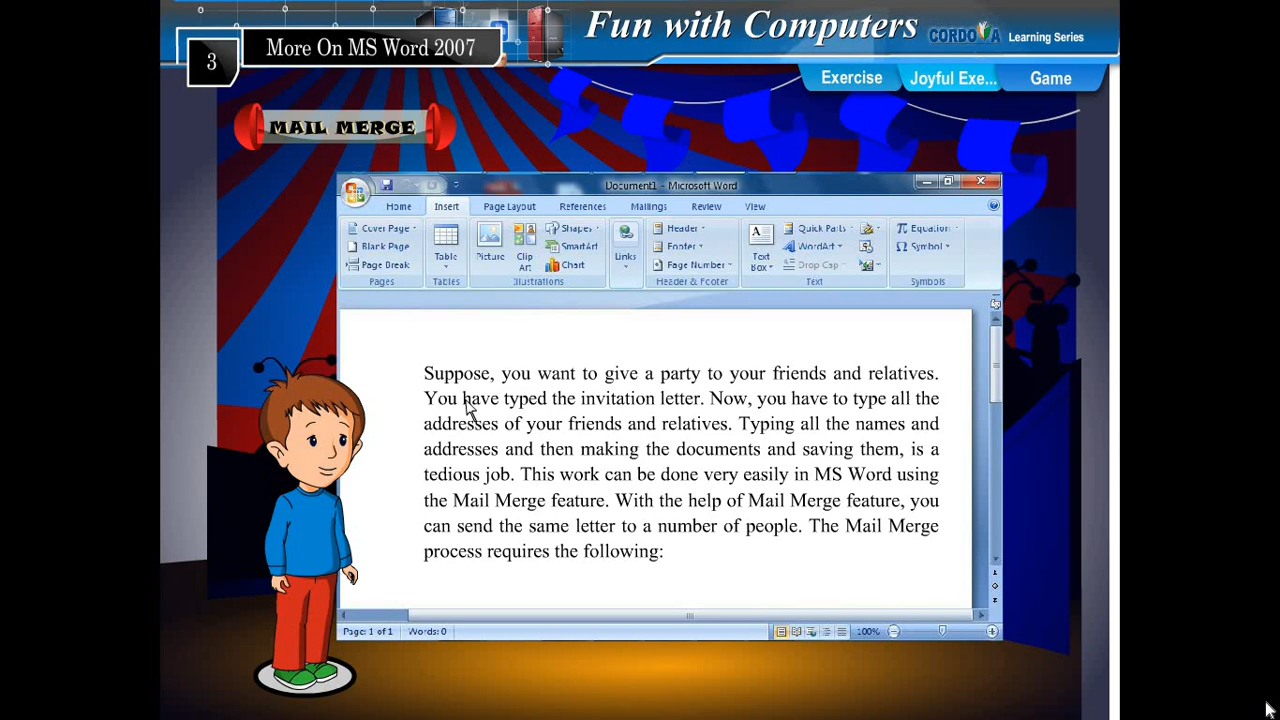 Fun with Computers
CORDOVA Learning Series
3
More On MS Word 2007
Exercise
Joyful Exe...
Game
MAIL MERGE
Document1 - Microsoft Word
Home Insert Page Layout References Mailings Review View
Cover Page
Blank Page
Page Break
Pages
Table
Tables
Picture
Clip Art
Shapes
SmartArt
Chart
Illustrations
Links
Header
Footer
Page Number
Header & Footer
Text Box
Quick Parts
WordArt
Drop Cap
Text
Equation
Symbol
Symbols
Suppose, you want to give a party to your friends and relatives.
You have typed the invitation letter. Now, you have to type all the
addresses of your friends and relatives. Typing all the names and
addresses and then making the documents and saving them, is a
tedious job. This work can be done very easily in MS Word using
the Mail Merge feature. With the help of Mail Merge feature, you
can send the same letter to a number of people. The Mail Merge
process requires the following:
Page: 1 of 1 Words: 0 100%